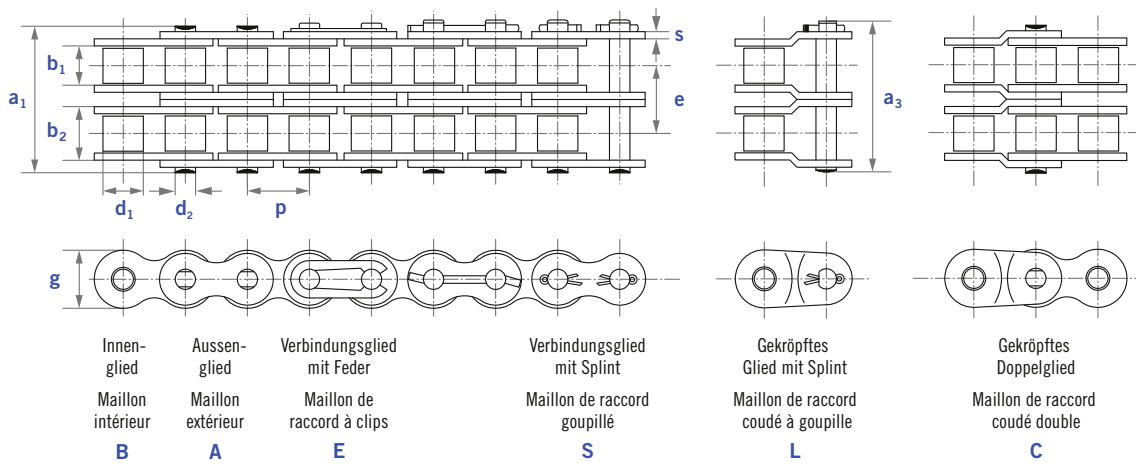 a₁
b₁
b₂
s
e
a₃
d₁
d₂
p
g
Innen-
glied
Maillon
intérieur
B
Aussen-
glied
Maillon
extérieur
A
Verbindungsglied
mit Feder
Maillon de
raccord à clips
E
Verbindungsglied
mit Splint
Maillon de raccord
goupillé
S
Gekröpftes
Glied mit Splint
Maillon de raccord
coudé à goupille
L
Gekröpftes
Doppelglied
Maillon de raccord
coudé double
C